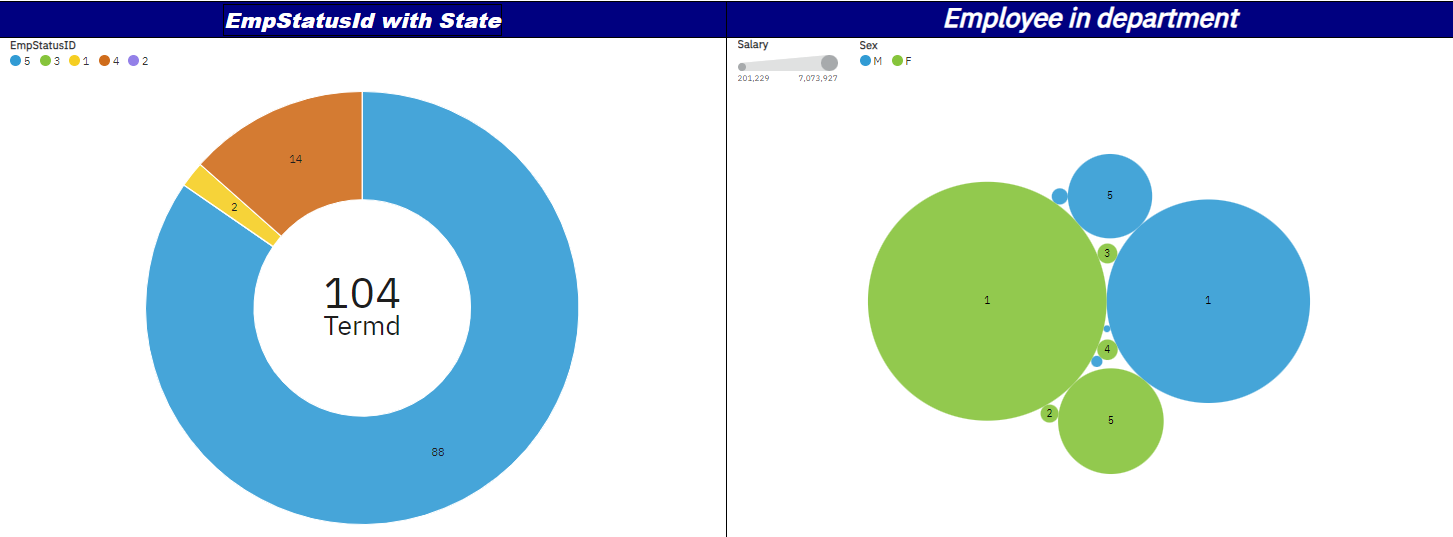 EmpStatusId with State
EmpStatusID
5 3 1 4 2
14
2
104
Termd
88
Employee in department
Salary
201,229 7,073,927
Sex
M F
5
3
1
1
4
2
5